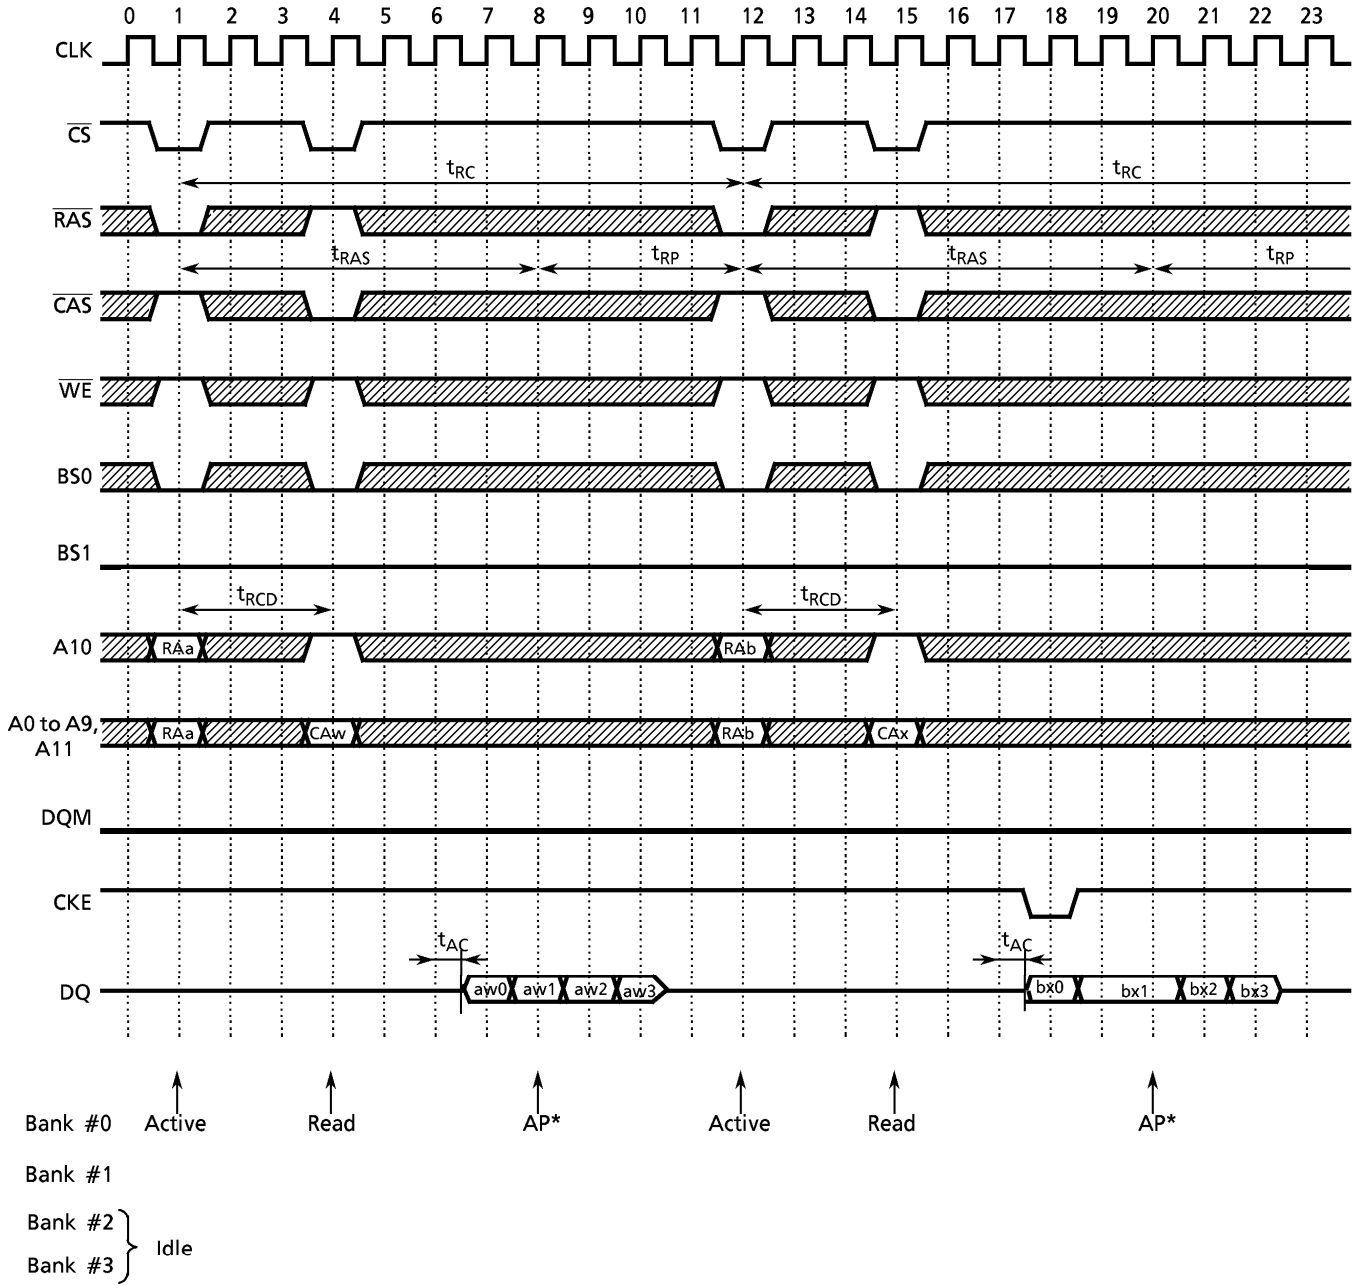 0 1 2 3 4 5 6 7 8 9 10 11 12 13 14 15 16 17 18 19 20 21 22 23
CLK
CS
tRC tRC
RAS
tRAS tRP tRAS tRP
CAS
WE
BS0
BS1
tRCD tRCD
A10 RAa RAb
A0 to A9, RAa CAw RAb CAx
A11
DQM
CKE
tAC tAC
DQ aw0 aw1 aw2 aw3 bx0 bx1 bx2 bx3
Bank #0 Active Read AP* Active Read AP*
Bank #1
Bank #2
Idle
Bank #3